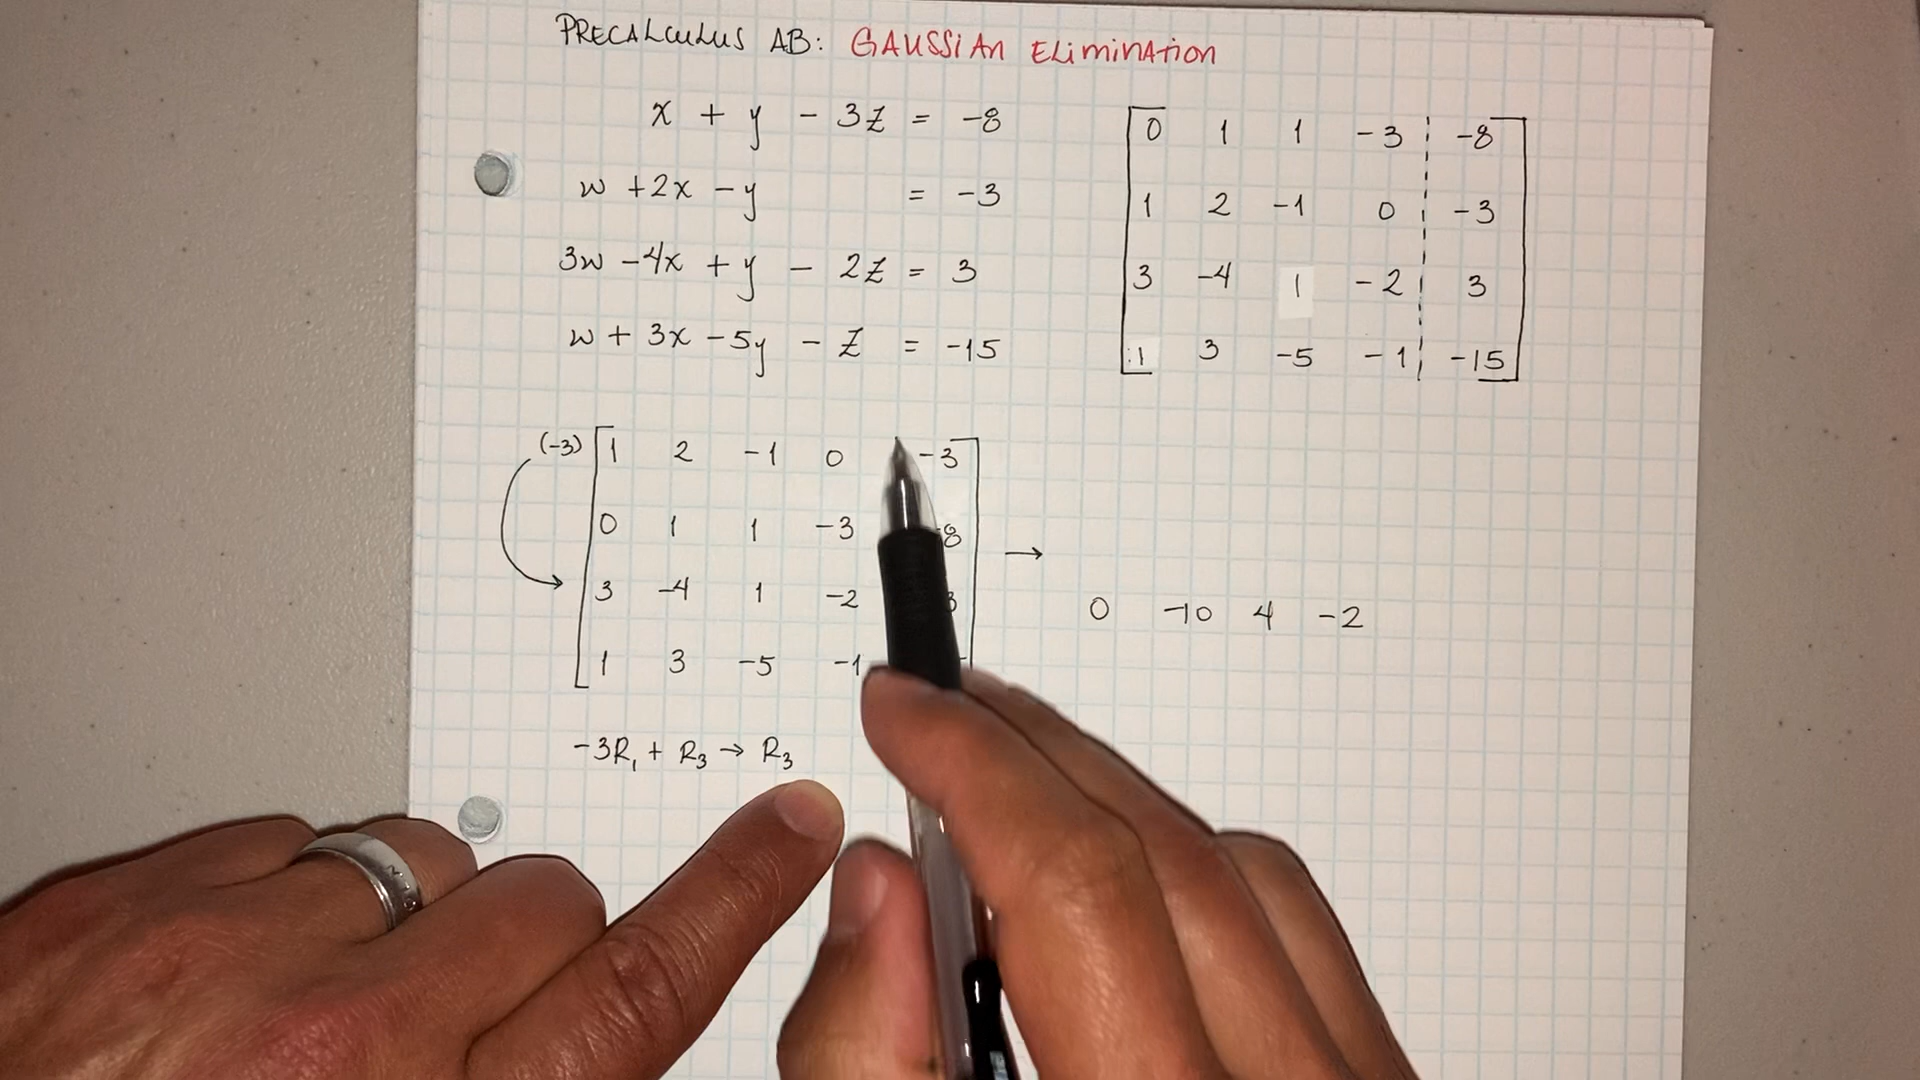 PRECALCULUS AB: GAUSSIAN ELIMINATION
x + y - 3z = -8
w + 2x - y = -3
3w - 4x + y - 2z = 3
w + 3x - 5y - z = -15
0 1 1 -3 -8
1 2 -1 0 -3
3 -4 1 -2 3
1 3 -5 -1 -15
(-3) 1 2 -1 0 -3
0 1 1 -3 8
3 -4 1 -2 3
1 3 -5 -1
→
0 -10 4 -2
-3R₁ + R₃ → R₃